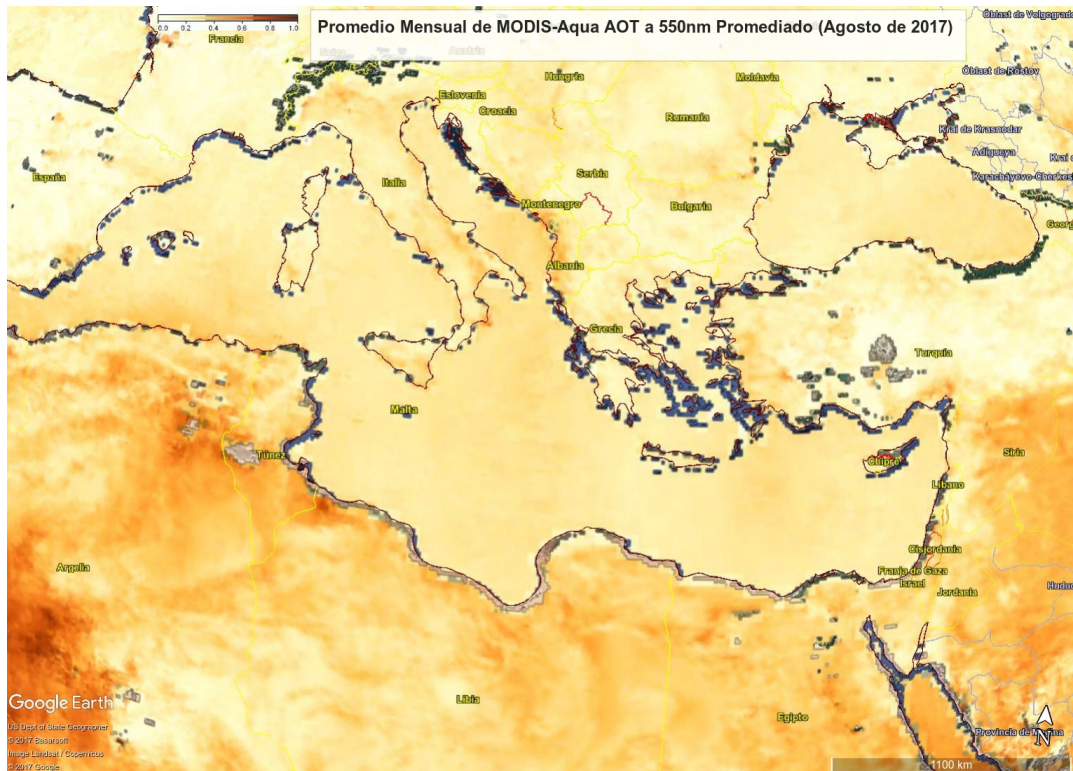 0.0 0.2 0.4 0.6 0.8 1.0
Promedio Mensual de MODIS-Aqua AOT a 550nm Promediado (Agosto de 2017)
Óblast de Volgogrado
Francia
Suiza
Austria
Hungría
Moldavia
Óblast de Rostov
Eslovenia
Croacia
Rumanía
Krai de Krasnodar
Adigueya
Krai
España
Italia
Serbia
Karacháyevo-Cherkes
Montenegro
Bulgaria
Georg
Albania
Grecia
Turquía
Malta
Túnez
Chipre
Siria
Líbano
Cisjordania
Argelia
Franja de Gaza
Israel
Jordania
Hudud
Google Earth
Libia
Egipto
US Dept of State Geographer
© 2017 Basarsoft
Image Landsat / Copernicus
© 2017 Google
N
1100 km